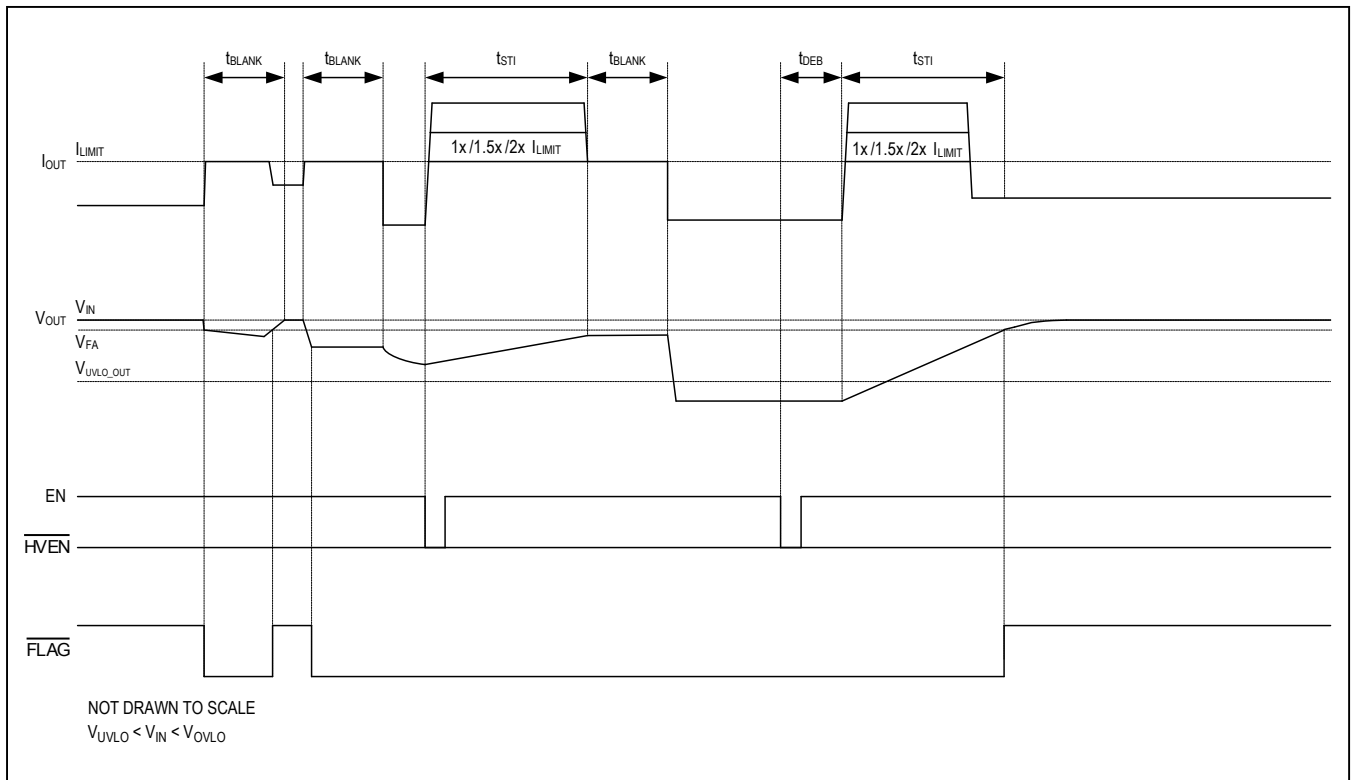 tBLANK tBLANK tSTI tBLANK tDEB tSTI
ILIMIT
IOUT
1x/1.5x/2x ILIMIT
1x/1.5x/2x ILIMIT
VIN
VOUT
VFA
VUVLO_OUT
EN
HVEN
FLAG
NOT DRAWN TO SCALE
VUVLO < VIN < VOVLO